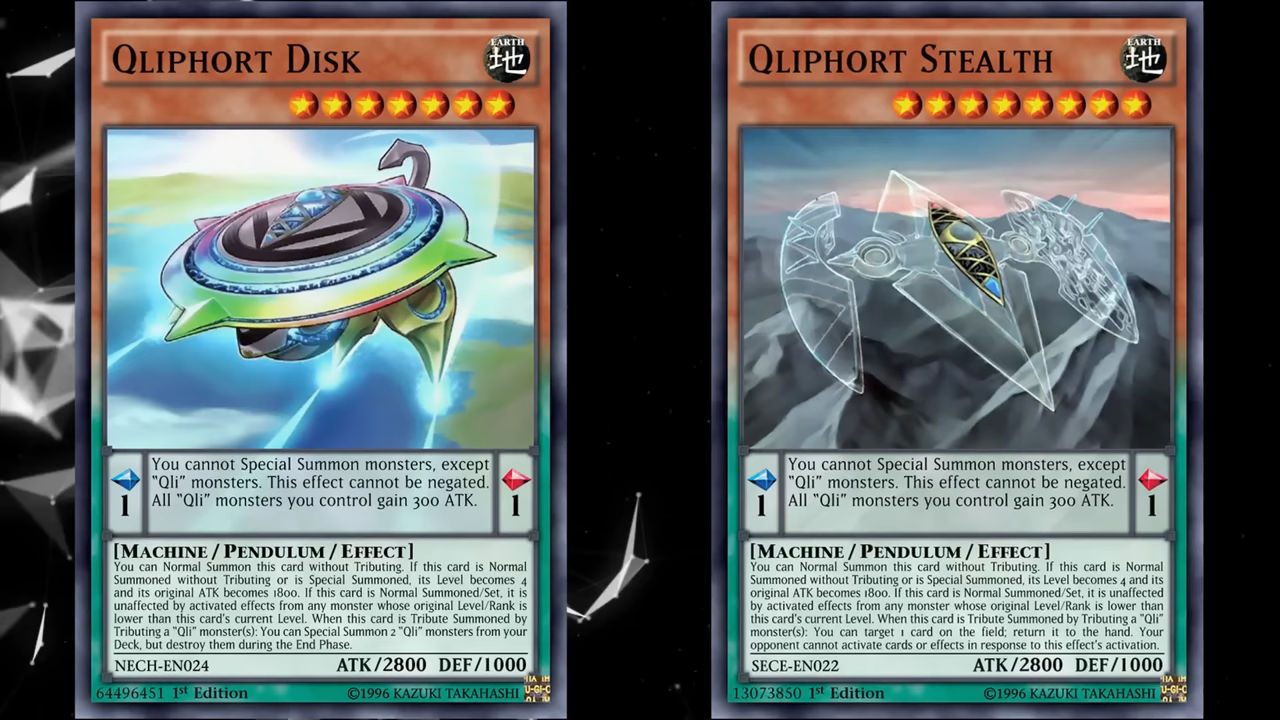 QLIPHORT DISK
EARTH
地
You cannot Special Summon monsters, except
"Qli" monsters. This effect cannot be negated.
All "Qli" monsters you control gain 300 ATK.
1
1
[MACHINE / PENDULUM / EFFECT]
You can Normal Summon this card without Tributing. If this card is Normal
Summoned without Tributing or is Special Summoned, its Level becomes 4
and its original ATK becomes 1800. If this card is Normal Summoned/Set, it is
unaffected by activated effects from any monster whose original Level/Rank is
lower than this card's current Level. When this card is Tribute Summoned by
Tributing a "Qli" monster(s): You can Special Summon 2 "Qli" monsters from your
Deck, but destroy them during the End Phase.
NECH-EN024 ATK/2800 DEF/1000
64496451 1st Edition ©1996 KAZUKI TAKAHASHI
QLIPHORT STEALTH
EARTH
地
You cannot Special Summon monsters, except
"Qli" monsters. This effect cannot be negated.
All "Qli" monsters you control gain 300 ATK.
1
1
[MACHINE / PENDULUM / EFFECT]
You can Normal Summon this card without Tributing. If this card is Normal
Summoned without Tributing or is Special Summoned, its Level becomes 4 and its
original ATK becomes 1800. If this card is Normal Summoned/Set, it is unaffected
by activated effects from any monster whose original Level/Rank is lower than
this card's current Level. When this card is Tribute Summoned by Tributing a "Qli"
monster(s): You can target 1 card on the field; return it to the hand. Your
opponent cannot activate cards or effects in response to this effect's activation.
SECE-EN022 ATK/2800 DEF/1000
13073850 1st Edition ©1996 KAZUKI TAKAHASHI